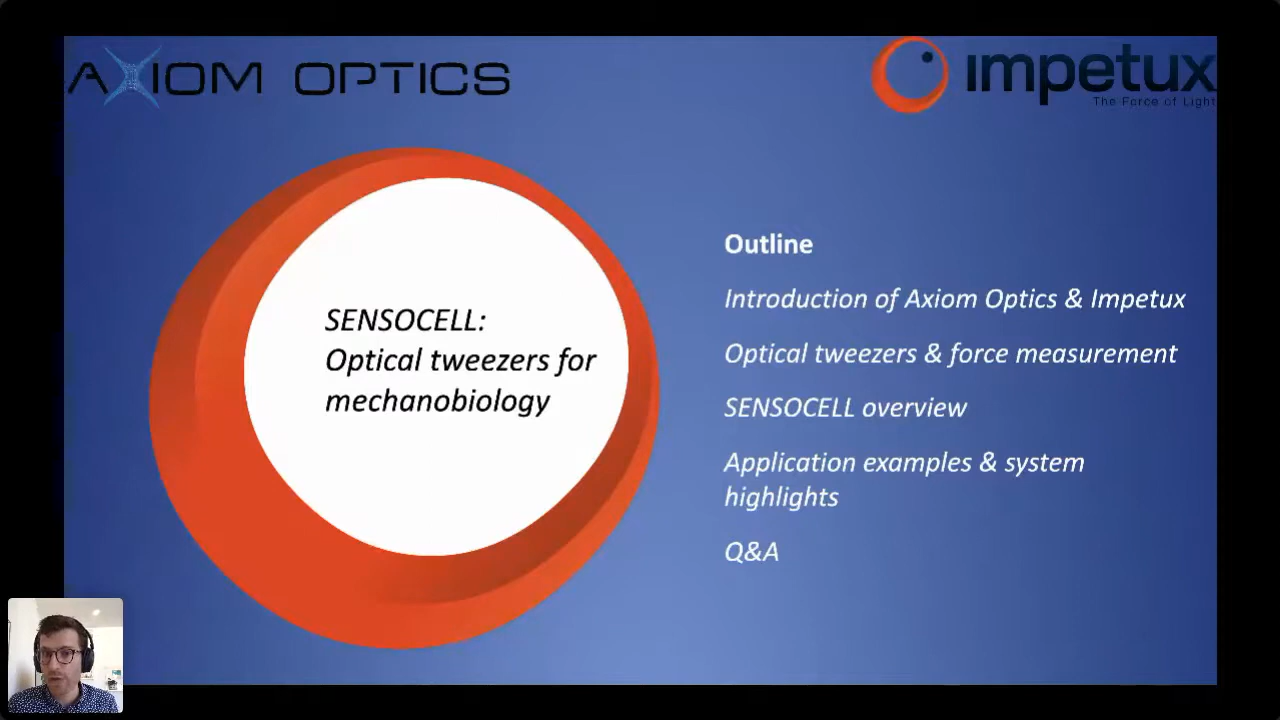 AXIOM OPTICS
impetux
The Force of Light
SENSOCELL:
Optical tweezers for
mechanobiology
Outline
Introduction of Axiom Optics & Impetux
Optical tweezers & force measurement
SENSOCELL overview
Application examples & system
highlights
Q&A